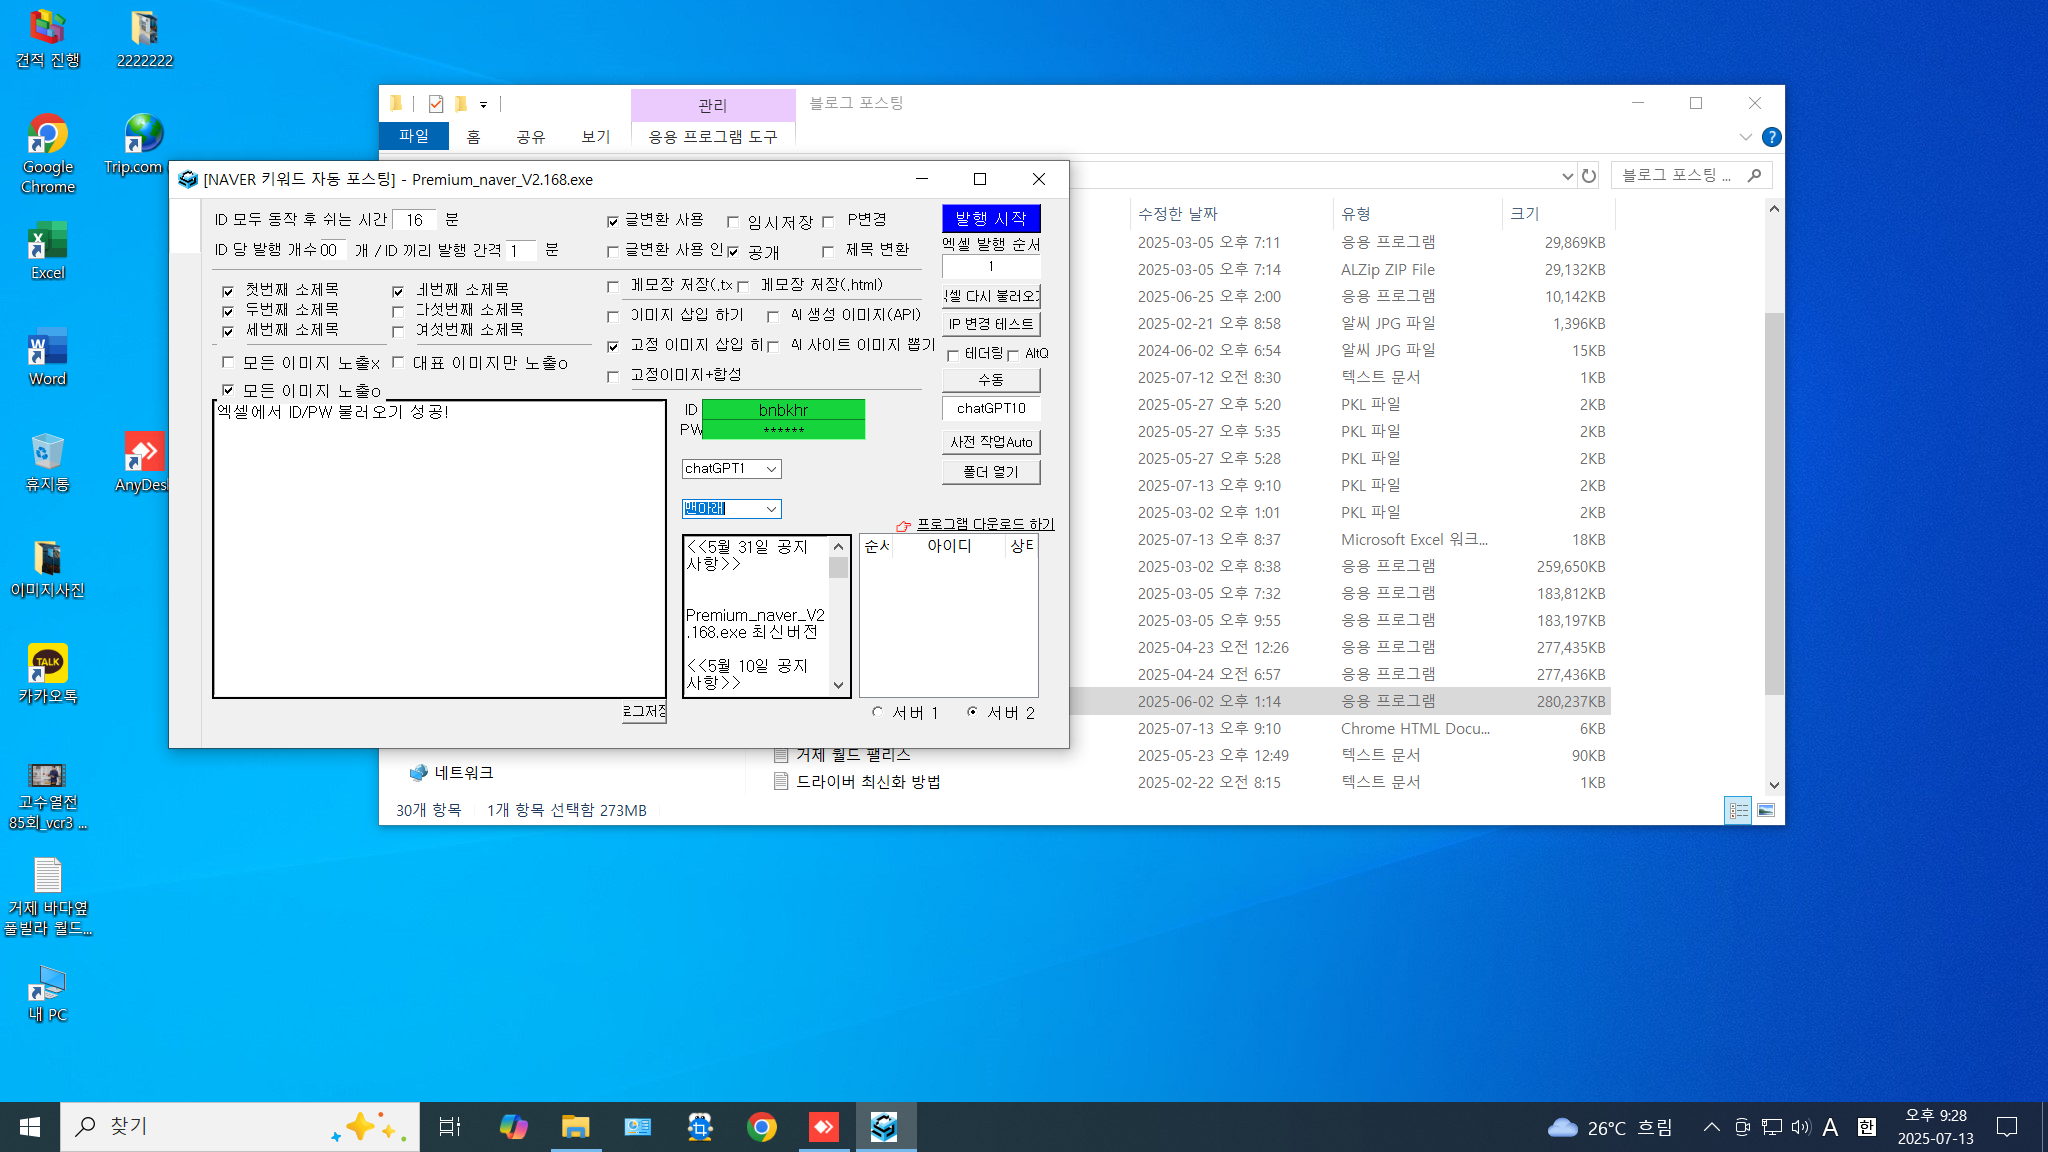 견적 진행
2222222
Google
Chrome
Trip.com
Excel
Word
휴지통
AnyDes
이미지사진
카카오톡
고수열전
85회_vcr3 ...
거제 바다옆
풀빌라 월드...
내 PC
관리
블로그 포스팅
파일
홈
공유
보기
응용 프로그램 도구
블로그 포스팅 ...
[NAVER 키워드 자동 포스팅] - Premium_naver_V2.168.exe
ID 모두 동작 후 쉬는 시간 16 분
ID 당 발행 개수 00 개 / ID 끼리 발행 간격 1 분
글변환 사용 임시저장 P변경
글변환 사용 인 공개 제목 변환
발행 시작
엑셀 발행 순서
1
첫번째 소제목
두번째 소제목
세번째 소제목
네번째 소제목
다섯번째 소제목
여섯번째 소제목
메모장 저장(.tx 메모장 저장(.html)
이미지 삽입 하기 AI 생성 이미지(API)
고정 이미지 삽입 하 AI 사이트 이미지 뽑기
고정이미지+합성
셀 다시 불러오기
IP 변경 테스트
테더링 AltQ
수동
chatGPT10
사전 작업Auto
폴더 열기
모든 이미지 노출x 대표 이미지만 노출o
모든 이미지 노출o
엑셀에서 ID/PW 불러오기 성공!
ID bnbkhr
PW ******
chatGPT1
맨아래
프로그램 다운로드 하기
<<5월 31일 공지
사항>>
Premium_naver_V2
.168.exe 최신버전
<<5월 10일 공지
사항>>
순서 아이디 상태
로그저장
서버 1 서버 2
수정한 날짜 유형 크기
2025-03-05 오후 7:11 응용 프로그램 29,869KB
2025-03-05 오후 7:14 ALZip ZIP File 29,132KB
2025-06-25 오후 2:00 응용 프로그램 10,142KB
2025-02-21 오후 8:58 알씨 JPG 파일 1,396KB
2024-06-02 오후 6:54 알씨 JPG 파일 15KB
2025-07-12 오전 8:30 텍스트 문서 1KB
2025-05-27 오후 5:20 PKL 파일 2KB
2025-05-27 오후 5:35 PKL 파일 2KB
2025-05-27 오후 5:28 PKL 파일 2KB
2025-07-13 오후 9:10 PKL 파일 2KB
2025-03-02 오후 1:01 PKL 파일 2KB
2025-07-13 오후 8:37 Microsoft Excel 워크... 18KB
2025-03-02 오후 8:38 응용 프로그램 259,650KB
2025-03-05 오후 7:32 응용 프로그램 183,812KB
2025-03-05 오후 9:55 응용 프로그램 183,197KB
2025-04-23 오전 12:26 응용 프로그램 277,435KB
2025-04-24 오전 6:57 응용 프로그램 277,436KB
2025-06-02 오후 1:14 응용 프로그램 280,237KB
2025-07-13 오후 9:10 Chrome HTML Docu... 6KB
거제 월드 팰리스 2025-05-23 오후 12:49 텍스트 문서 90KB
드라이버 최신화 방법 2025-02-22 오전 8:15 텍스트 문서 1KB
네트워크
30개 항목 1개 항목 선택함 273MB
찾기
26°C 흐림
A
한
오후 9:28
2025-07-13